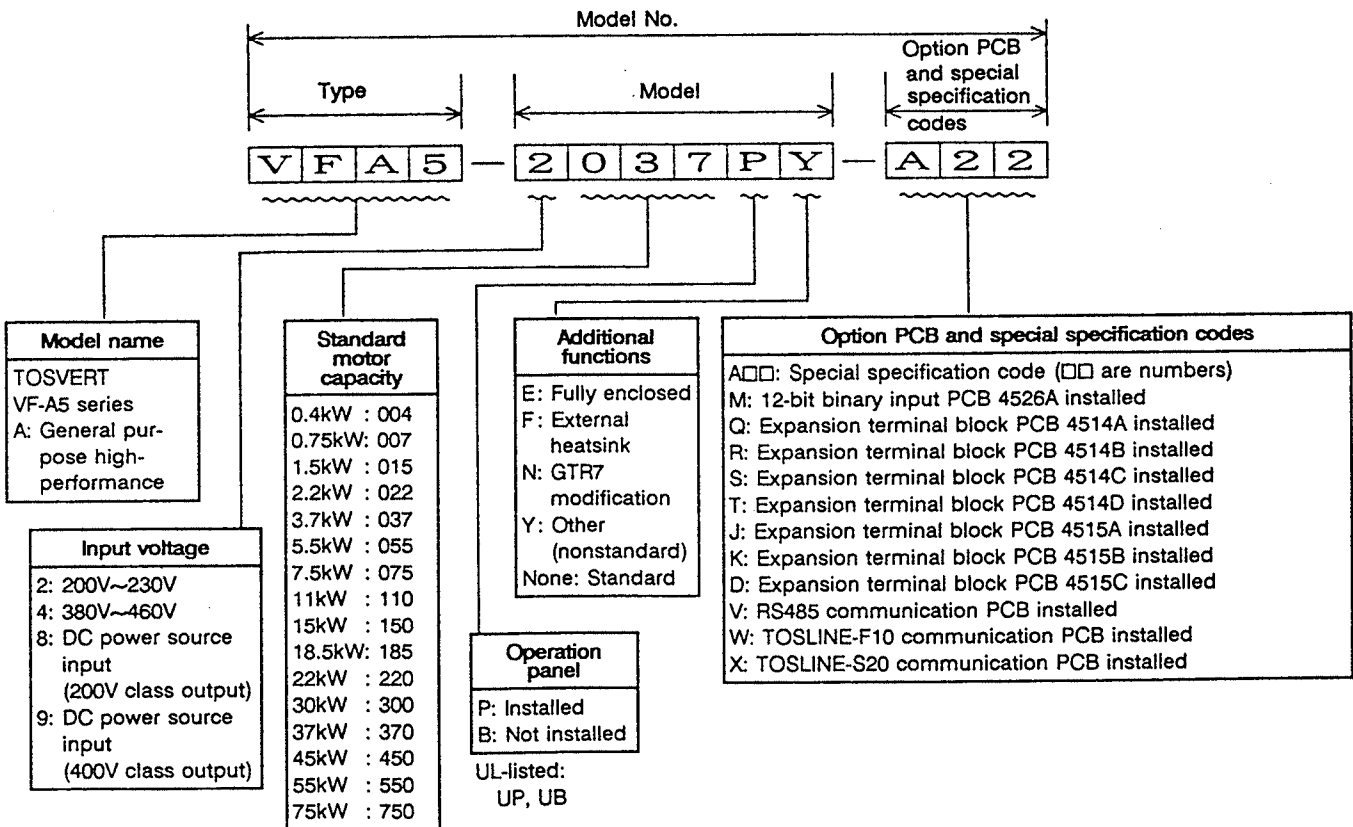 Model No.
Type
Model
Option PCB
and special
specification
codes
VFA5-2037PY-A22
Model name
TOSVERT
VF-A5 series
A: General pur-
pose high-
performance
Input voltage
2: 200V~230V
4: 380V~460V
8: DC power source
input
(200V class output)
9: DC power source
input
(400V class output)
Standard
motor
capacity
0.4kW : 004
0.75kW: 007
1.5kW : 015
2.2kW : 022
3.7kW : 037
5.5kW : 055
7.5kW : 075
11kW : 110
15kW : 150
18.5kW: 185
22kW : 220
30kW : 300
37kW : 370
45kW : 450
55kW : 550
75kW : 750
Operation
panel
P: Installed
B: Not installed
UL-listed:
UP, UB
Additional
functions
E: Fully enclosed
F: External
heatsink
N: GTR7
modification
Y: Other
(nonstandard)
None: Standard
Option PCB and special specification codes
A□□: Special specification code (□□ are numbers)
M: 12-bit binary input PCB 4526A installed
Q: Expansion terminal block PCB 4514A installed
R: Expansion terminal block PCB 4514B installed
S: Expansion terminal block PCB 4514C installed
T: Expansion terminal block PCB 4514D installed
J: Expansion terminal block PCB 4515A installed
K: Expansion terminal block PCB 4515B installed
D: Expansion terminal block PCB 4515C installed
V: RS485 communication PCB installed
W: TOSLINE-F10 communication PCB installed
X: TOSLINE-S20 communication PCB installed